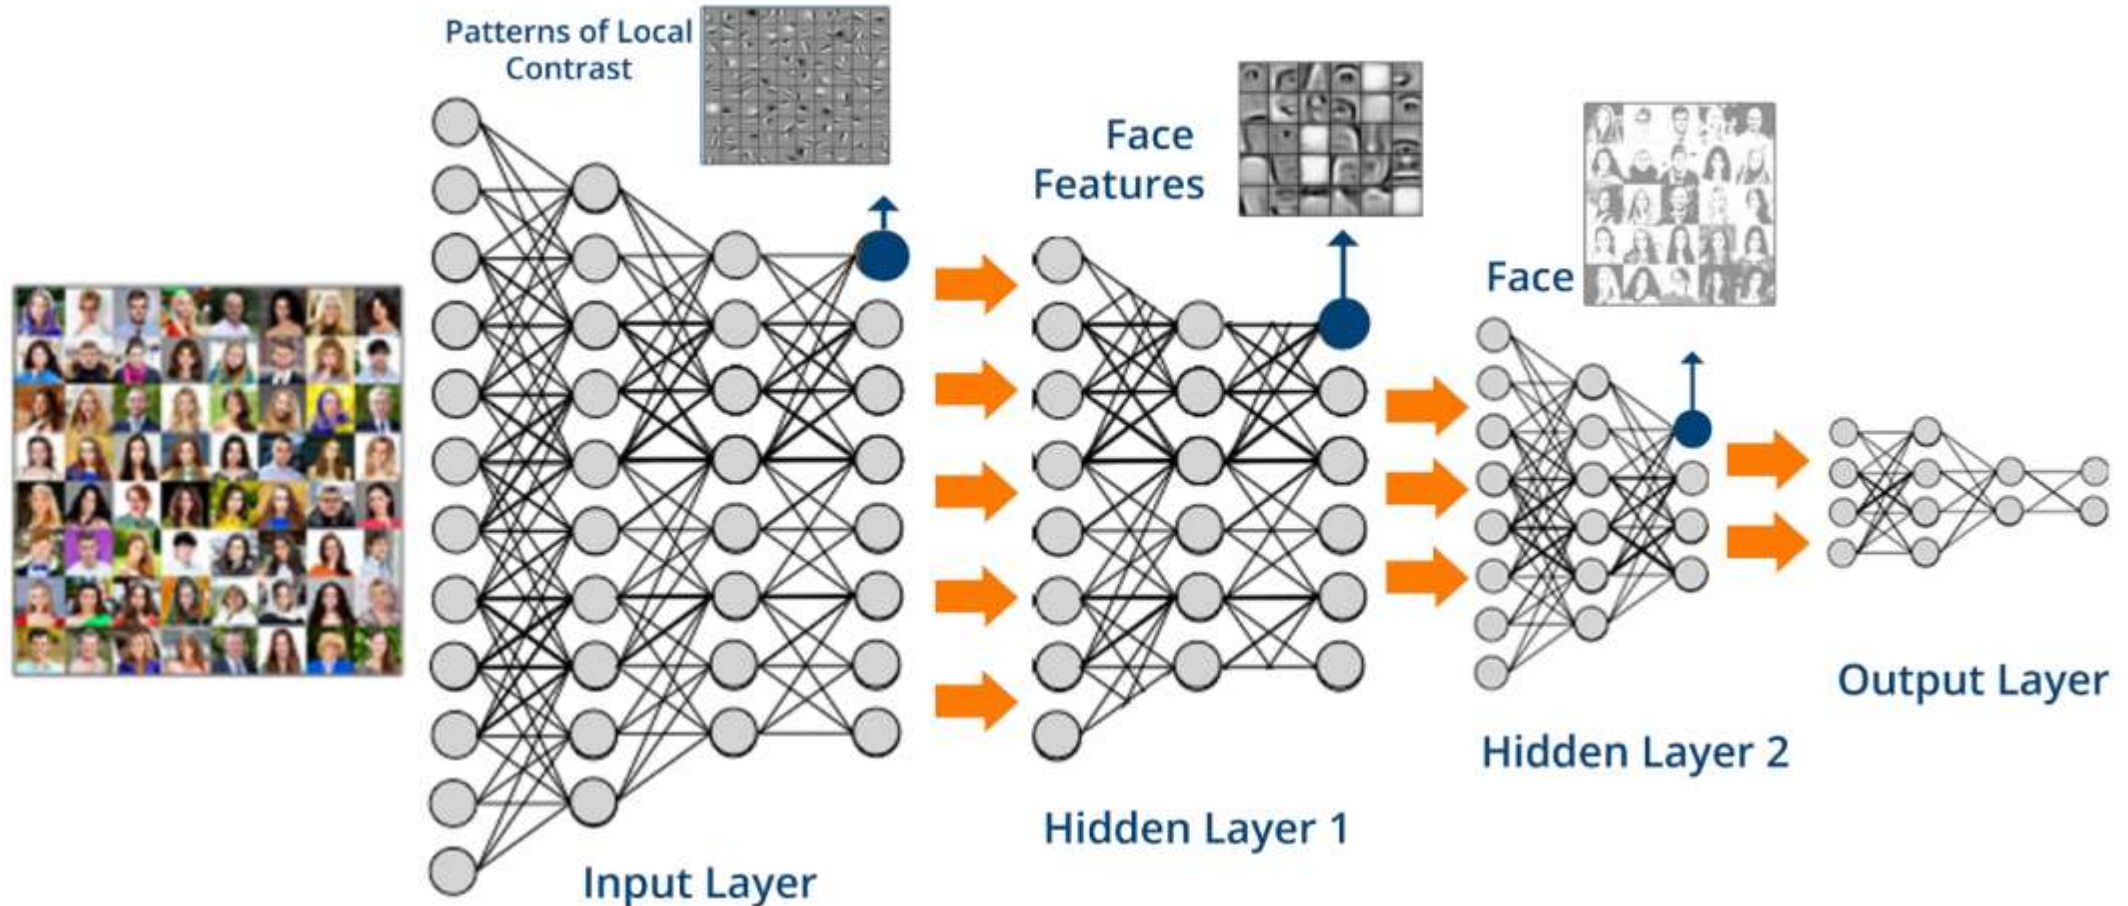 Patterns of Local
Contrast
Face
Features
Face
Input Layer
Hidden Layer 1
Hidden Layer 2
Output Layer